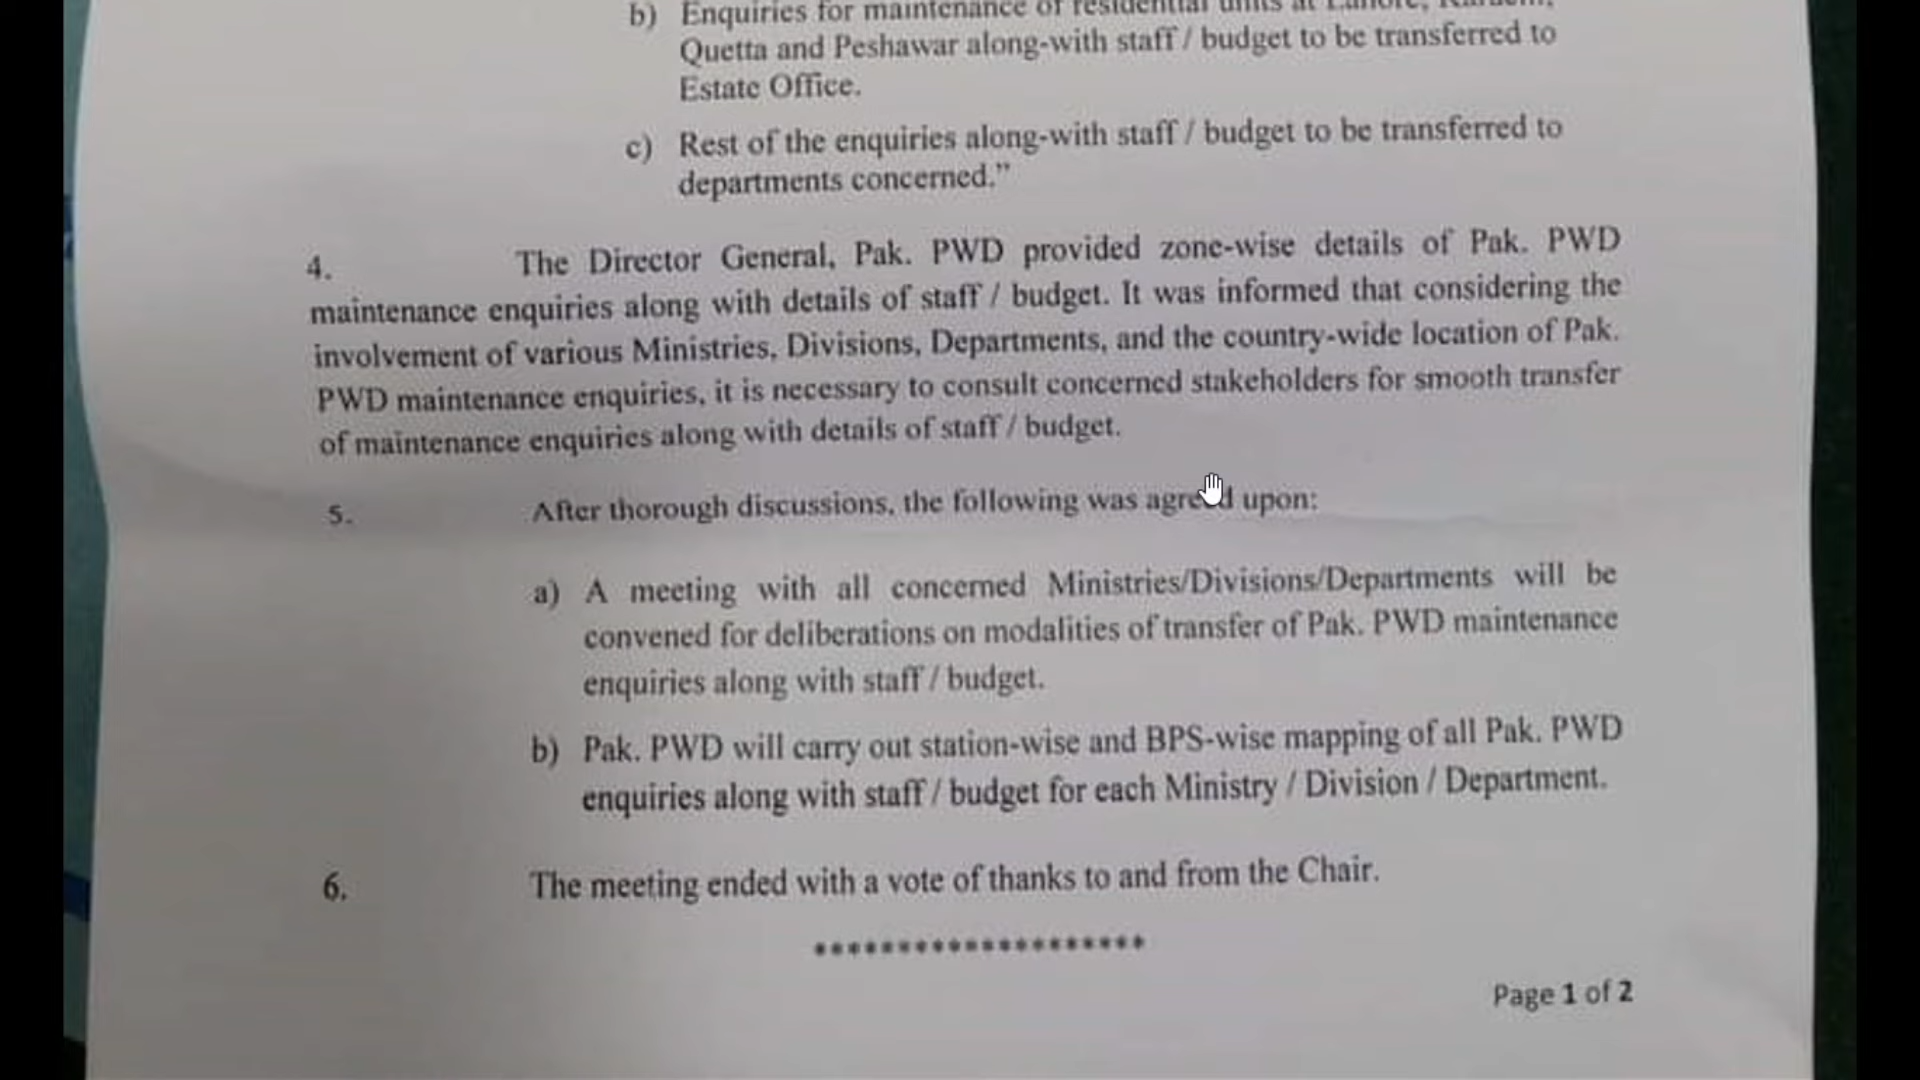 b) Enquiries for maintenance of residential units at Lahore, Karachi,
Quetta and Peshawar along-with staff / budget to be transferred to
Estate Office.
c) Rest of the enquiries along-with staff / budget to be transferred to
departments concerned.”
4. The Director General, Pak. PWD provided zone-wise details of Pak. PWD
maintenance enquiries along with details of staff / budget. It was informed that considering the
involvement of various Ministries, Divisions, Departments, and the country-wide location of Pak.
PWD maintenance enquiries, it is necessary to consult concerned stakeholders for smooth transfer
of maintenance enquiries along with details of staff / budget.
5. After thorough discussions, the following was agreed upon:
a) A meeting with all concerned Ministries/Divisions/Departments will be
convened for deliberations on modalities of transfer of Pak. PWD maintenance
enquiries along with staff / budget.
b) Pak. PWD will carry out station-wise and BPS-wise mapping of all Pak. PWD
enquiries along with staff / budget for each Ministry / Division / Department.
6. The meeting ended with a vote of thanks to and from the Chair.
********************
Page 1 of 2